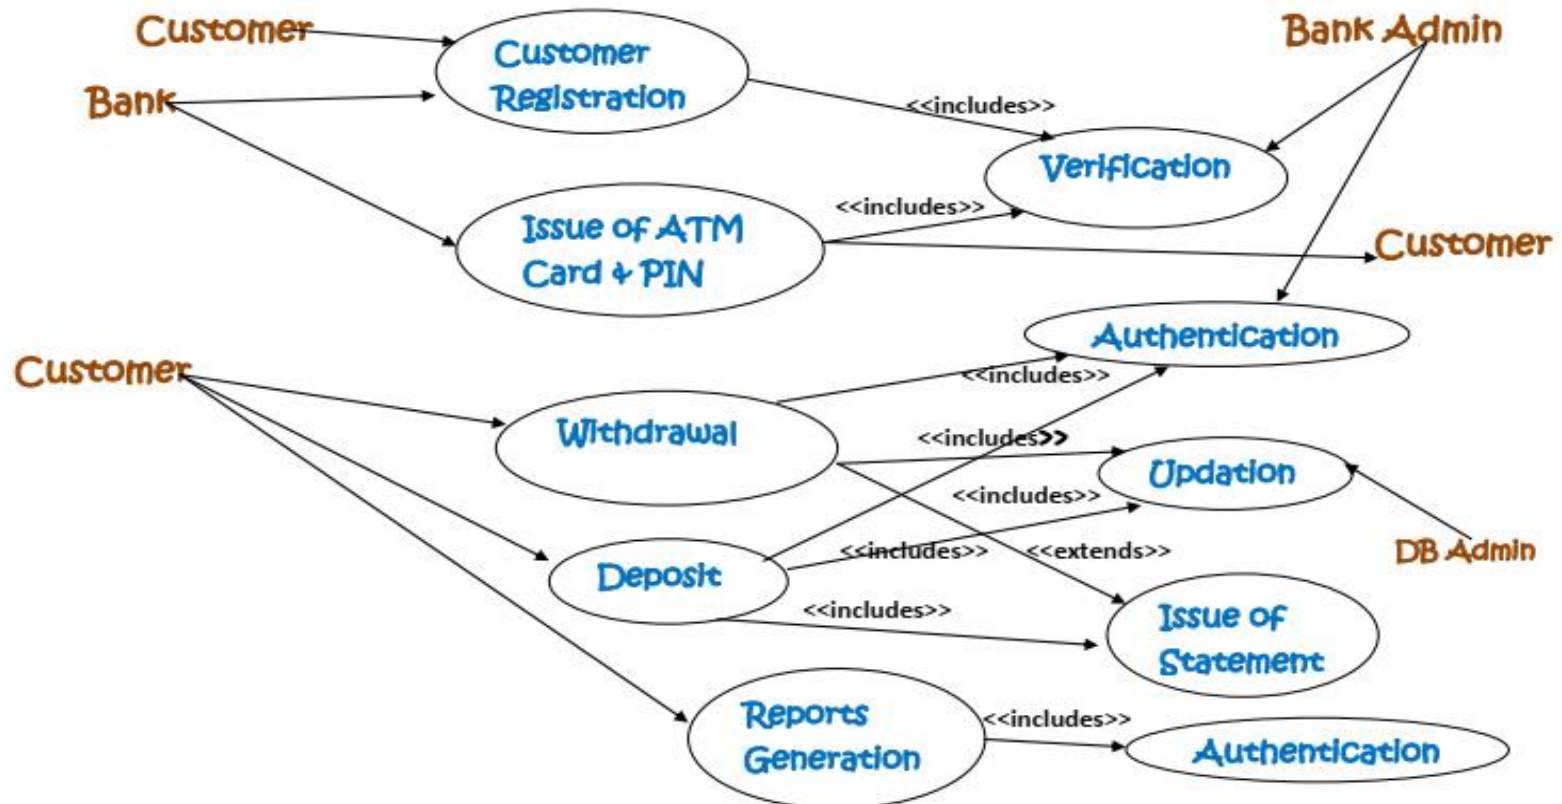 Customer
Bank Admin
Customer
Registration
Bank
<<includes>>
Verification
<<includes>>
Issue of ATM
Card & PIN
Customer
Authentication
Customer
<<includes>>
Withdrawal
<<includes>>
Updation
<<includes>>
<<includes>>
<<extends>>
DB Admin
Deposit
<<includes>>
Issue of
Statement
Reports
Generation
<<includes>>
Authentication